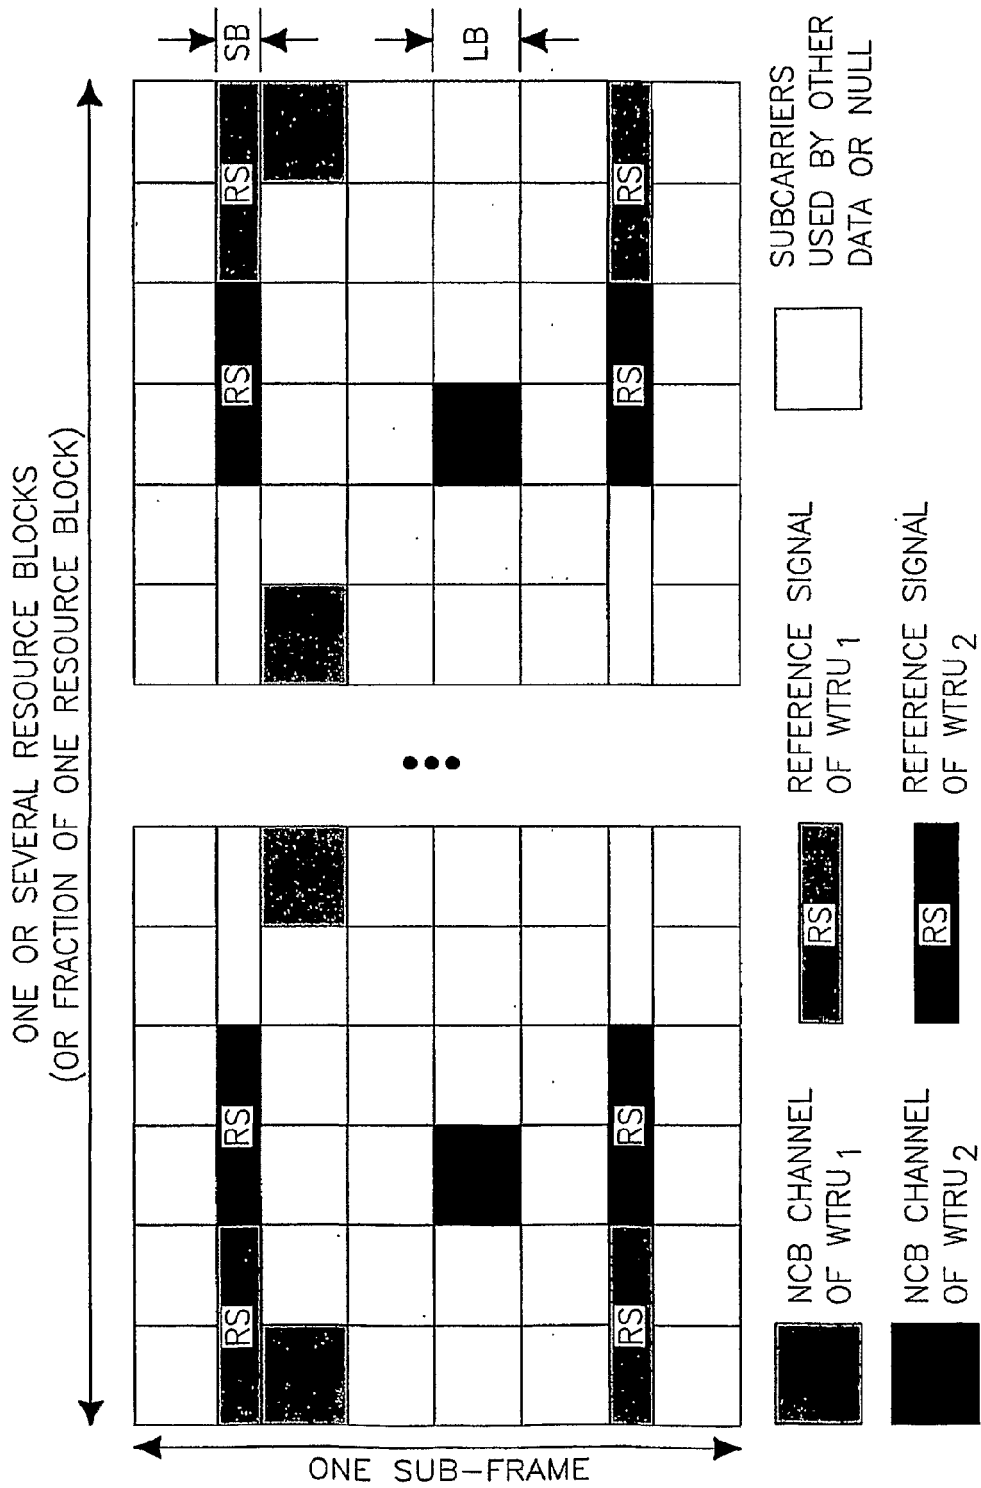 ONE OR SEVERAL RESOURCE BLOCKS
(OR FRACTION OF ONE RESOURCE BLOCK)
ONE SUB-FRAME
SB
LB
RS
RS
RS
RS
RS
RS
RS
RS
NCB CHANNEL
OF WTRU1
NCB CHANNEL
OF WTRU2
RS
REFERENCE SIGNAL
OF WTRU1
RS
REFERENCE SIGNAL
OF WTRU2
SUBCARRIERS
USED BY OTHER
DATA OR NULL